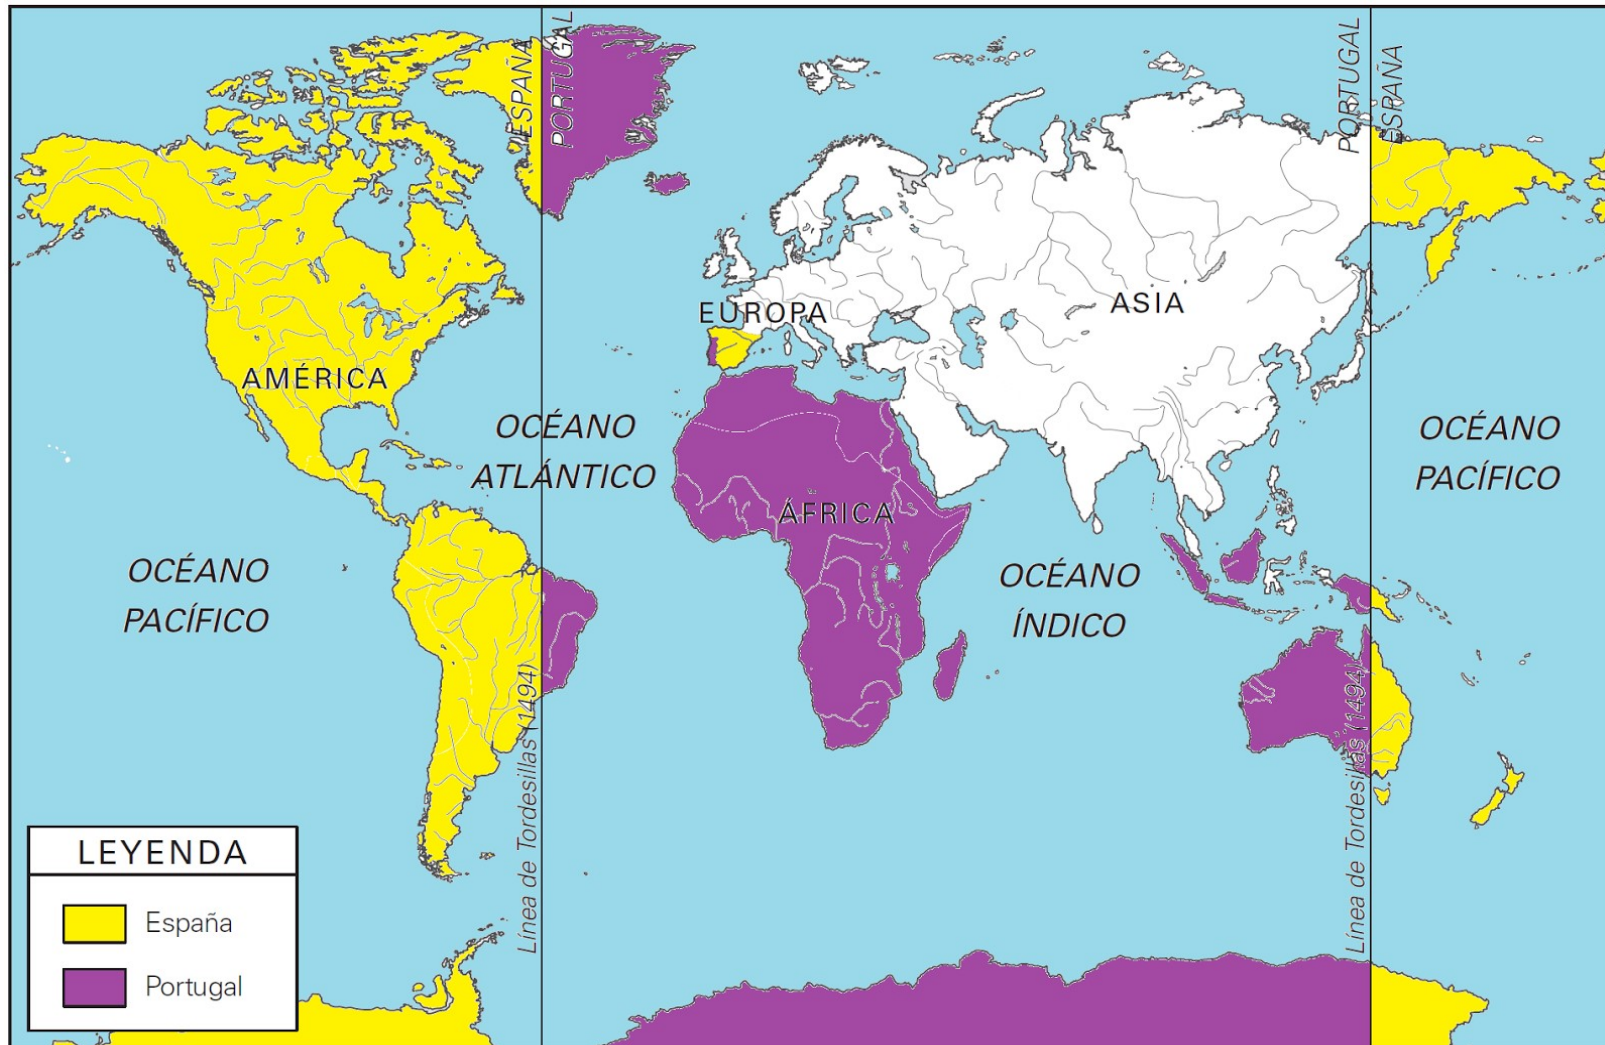 ESPAÑA
PORTUGAL
PORTUGAL
ESPAÑA
EUROPA
ASIA
AMÉRICA
OCÉANO
ATLÁNTICO
OCÉANO
PACÍFICO
ÁFRICA
OCÉANO
PACÍFICO
OCÉANO
ÍNDICO
Línea de Tordesillas (1494)
Línea de Tordesillas (1494)
LEYENDA
España
Portugal